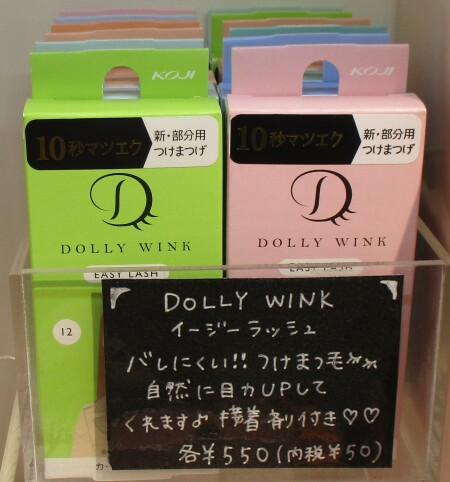 KOJI
KOJI
10秒マツエク
新・部分用
つけまつげ
DOLLY WINK
EASY LASH
12
10秒マツエク
新・部分用
つけまつげ
DOLLY WINK
EASY LASH
DOLLY WINK
イージーラッシュ
バレにくい!! つけまつ毛
自然に目力UPして
くれますよ 接着剤付き♡♡
各¥550(内税¥50)